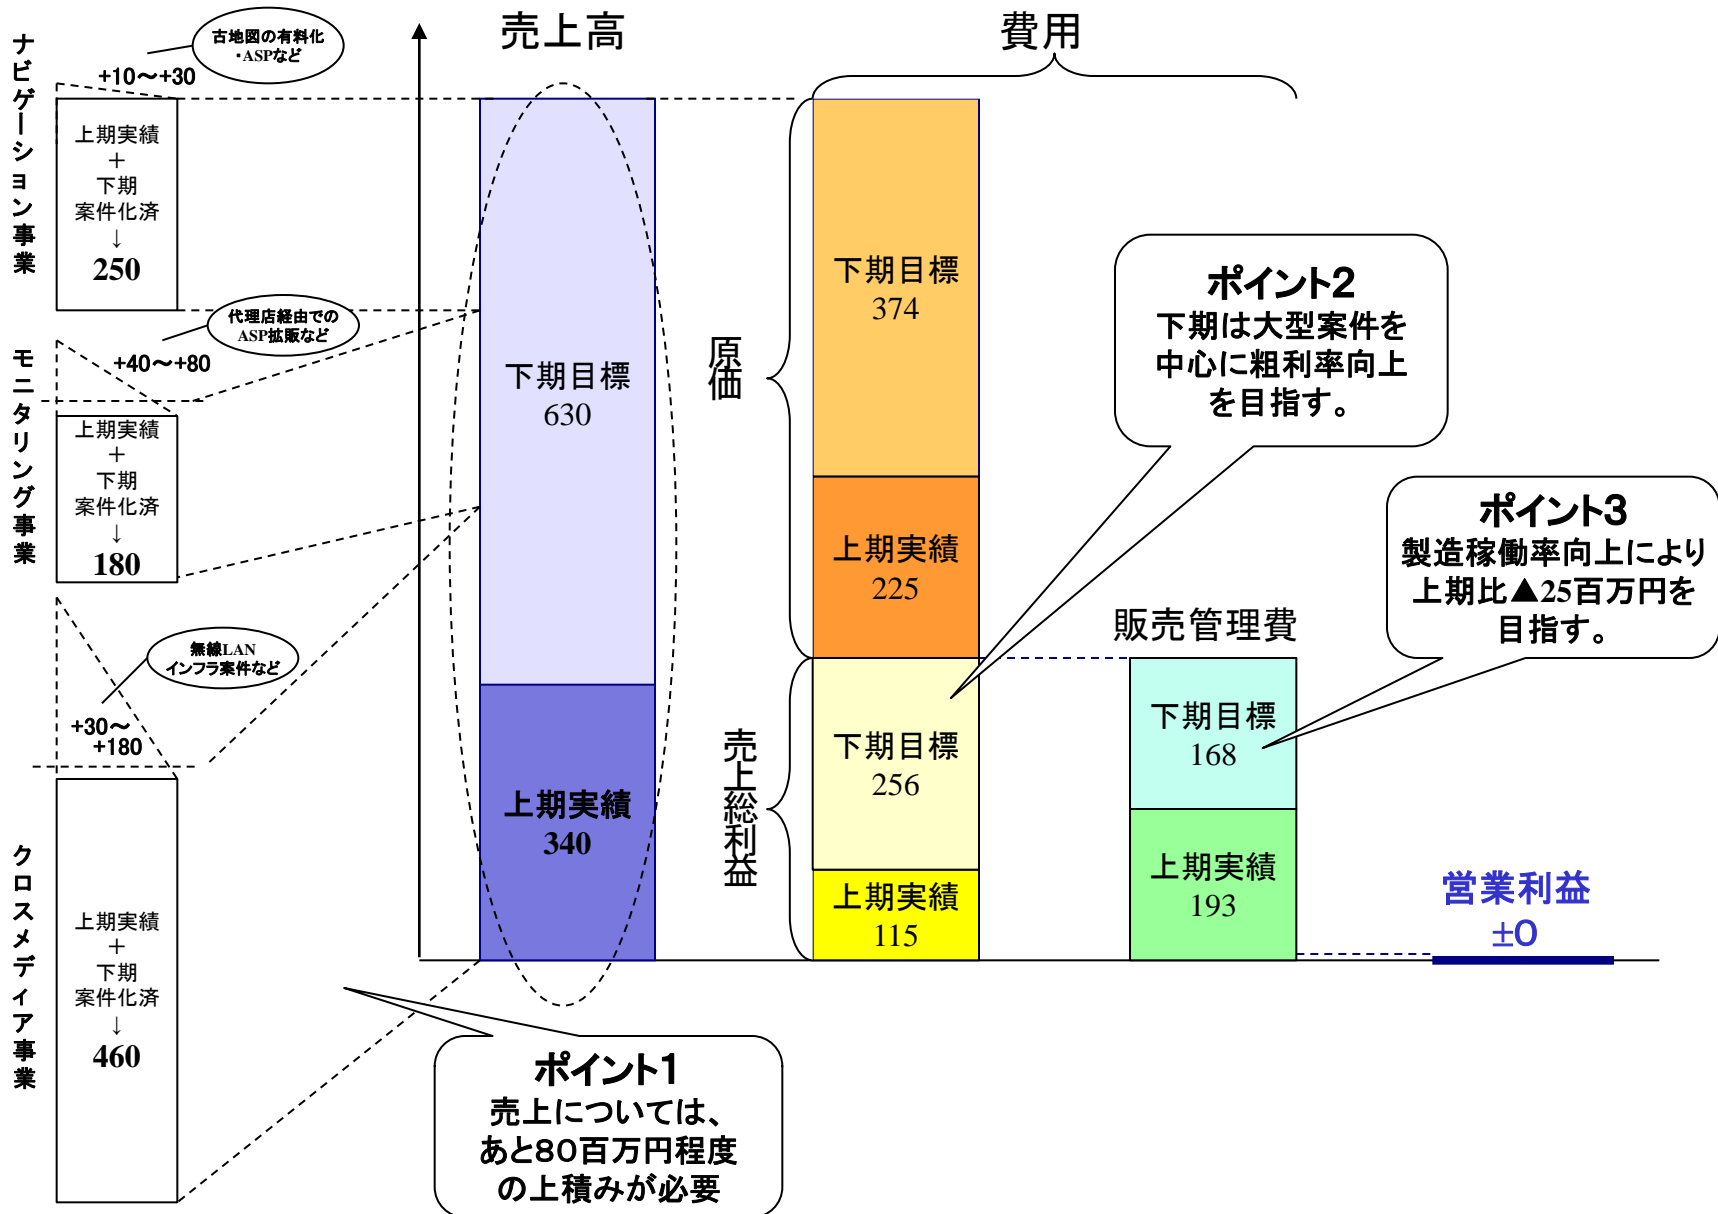 売上高
費用
ナビゲーション事業
古地図の有料化
・ASPなど
+10～+30
上期実績
＋
下期
案件化済
↓
250
モニタリング事業
代理店経由での
ASP拡販など
+40～+80
上期実績
＋
下期
案件化済
↓
180
クロスメディア事業
無線LAN
インフラ案件など
+30～
+180
上期実績
＋
下期
案件化済
↓
460
下期目標
630
上期実績
340
原価
下期目標
374
上期実績
225
売上総利益
下期目標
256
上期実績
115
販売管理費
下期目標
168
上期実績
193
営業利益
±0
ポイント1
売上については、
あと80百万円程度
の上積みが必要
ポイント2
下期は大型案件を
中心に粗利率向上
を目指す。
ポイント3
製造稼働率向上により
上期比▲25百万円を
目指す。